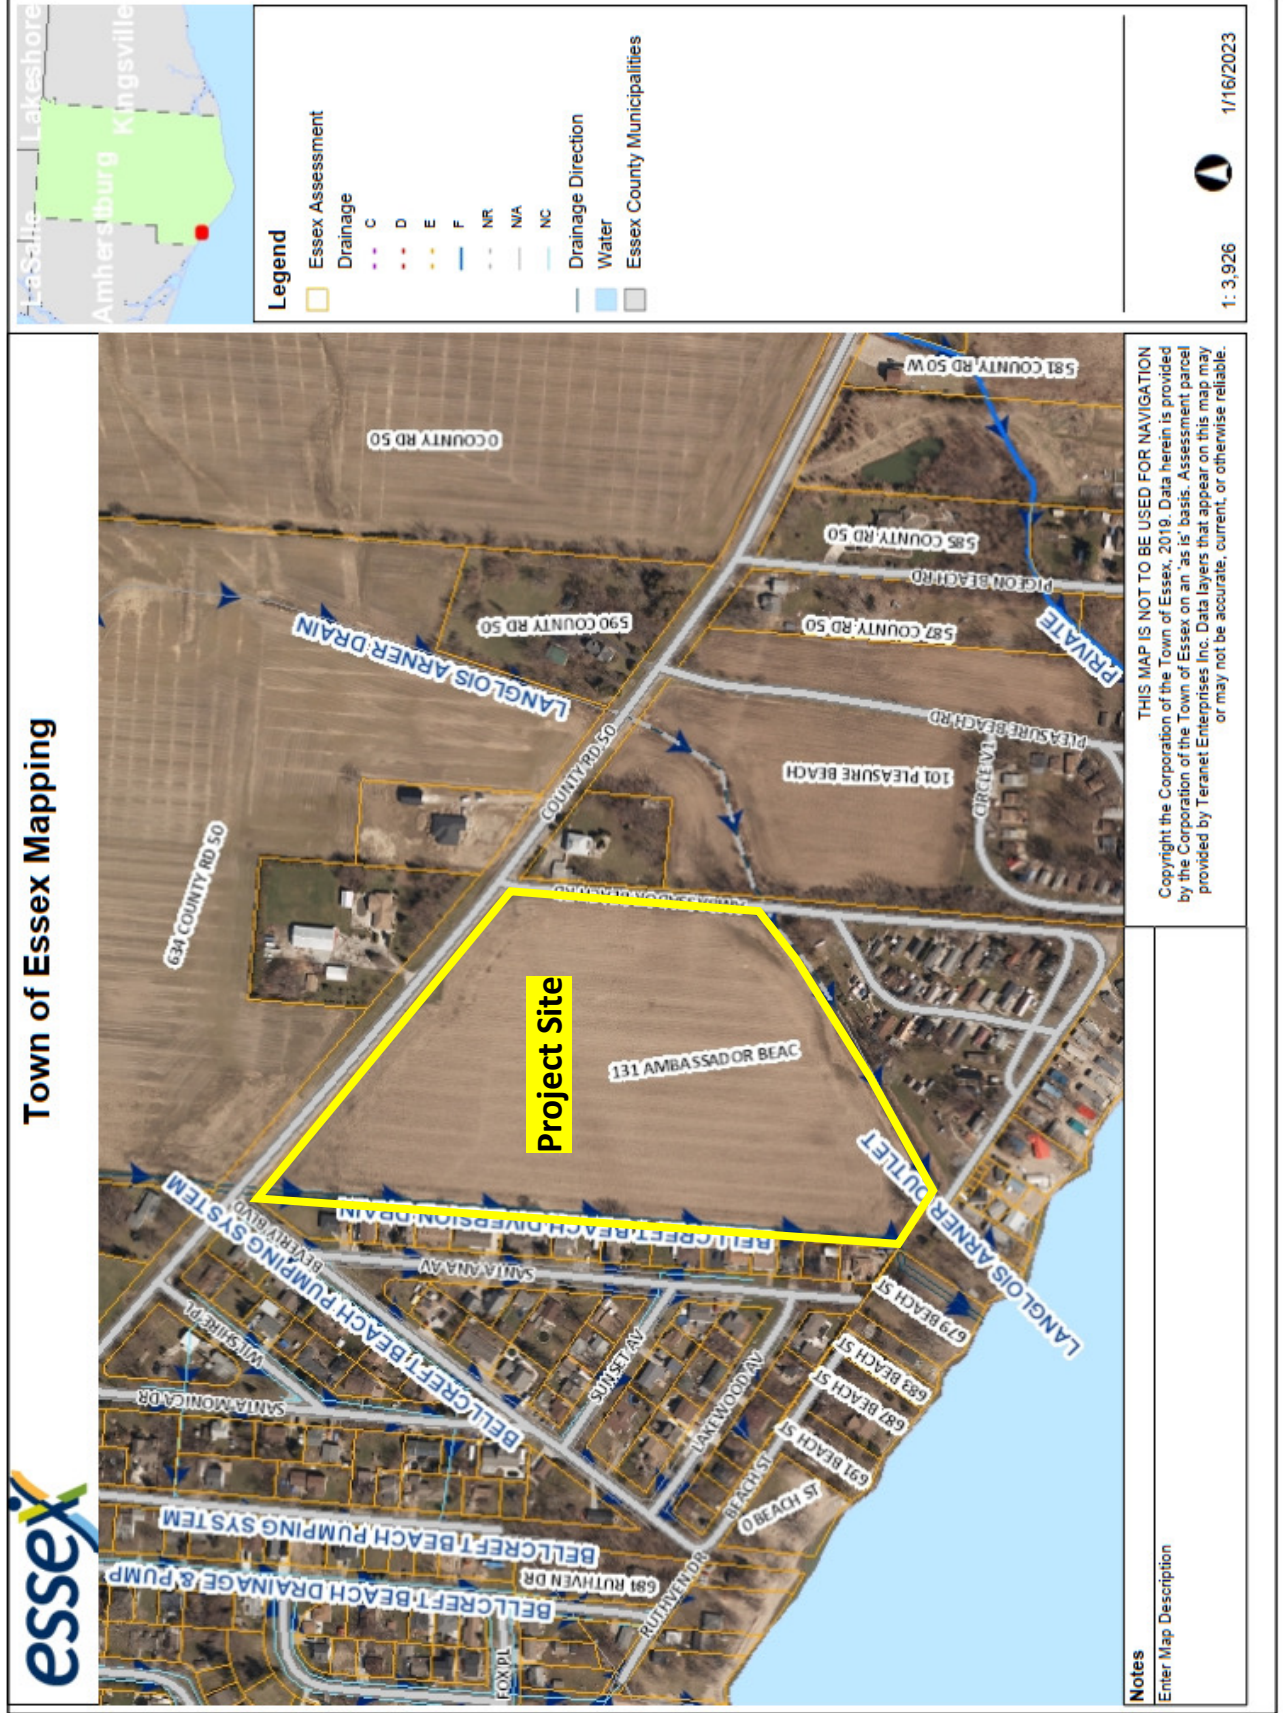 essex
Town of Essex Mapping
LaSalle
Lakeshore
Amherstburg
Kingsville
Legend
Essex Assessment
Drainage
C
D
E
F
NR
N/A
NC
Drainage Direction
Water
Essex County Municipalities
1: 3,926
1/16/2023
634 COUNTY RD 50
0 COUNTY RD 50
LANGLOIS ARNER DRAIN
590 COUNTY RD 50
COUNTY RD 50
581 COUNTY RD 50 W
585 COUNTY RD 50
PIGEON BEACH RD
587 COUNTY RD 50
PRIVATE
PLEASURE BEACH RD
101 PLEASURE BEACH
CIRCLE V1
AMBASSADOR BEACH RD
Project Site
131 AMBASSADOR BEAC
BELLCREFT BEACH DIVERSION DRAIN
LANGLOIS ARNER OUTLET
BELLCREFT BEACH PUMPING SYSTEM
BEVERLY BLVD
SANTA ANA AV
WILSHIRE PL
SANTA MONICA DR
SUNSET AV
LAKEWOOD AV
BEACH ST
679 BEACH ST
683 BEACH ST
687 BEACH ST
691 BEACH ST
0 BEACH ST
BELLCREFT BEACH PUMPING SYSTEM
BELLCREFT BEACH DRAINAGE & PUMP
681 RUTHVEN DR
RUTHVEN DR
FOX PL
Notes
Enter Map Description
THIS MAP IS NOT TO BE USED FOR NAVIGATION
Copyright the Corporation of the Town of Essex, 2019. Data herein is provided
by the Corporation of the Town of Essex on an 'as is' basis. Assessment parcel
provided by Teranet Enterprises Inc. Data layers that appear on this map may
or may not be accurate, current, or otherwise reliable.